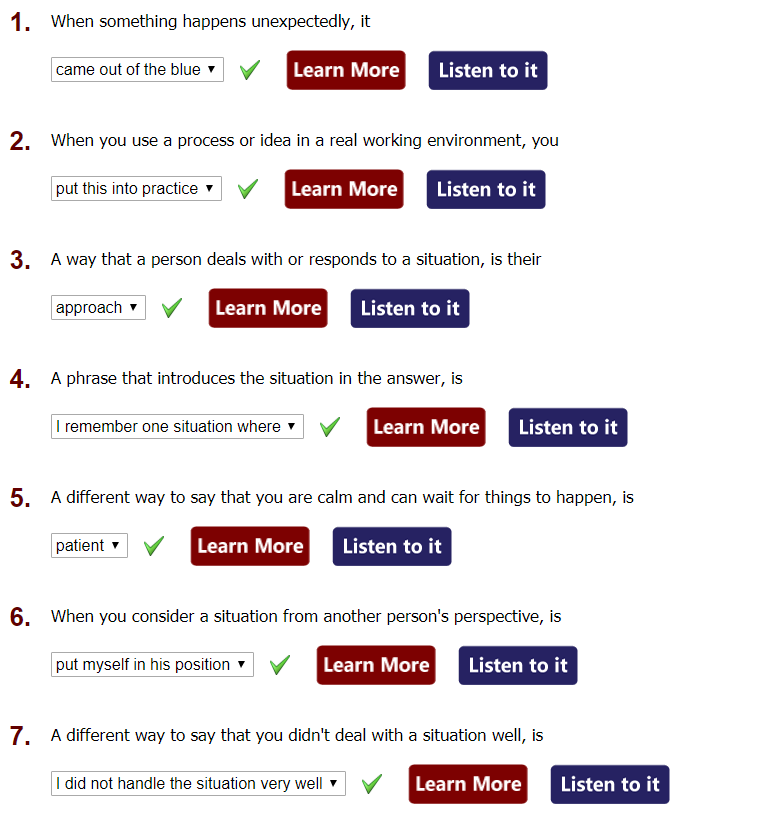 1. When something happens unexpectedly, it
came out of the blue ▼ Learn More Listen to it
2. When you use a process or idea in a real working environment, you
put this into practice ▼ Learn More Listen to it
3. A way that a person deals with or responds to a situation, is their
approach ▼ Learn More Listen to it
4. A phrase that introduces the situation in the answer, is
I remember one situation where ▼ Learn More Listen to it
5. A different way to say that you are calm and can wait for things to happen, is
patient ▼ Learn More Listen to it
6. When you consider a situation from another person's perspective, is
put myself in his position ▼ Learn More Listen to it
7. A different way to say that you didn't deal with a situation well, is
I did not handle the situation very well ▼ Learn More Listen to it